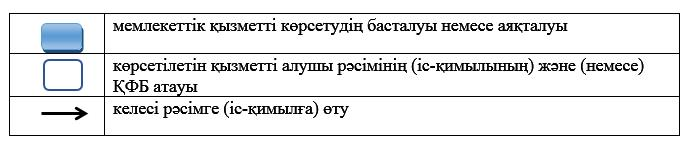 мемлекеттік қызметті көрсетудің басталуы немесе аяқталуы
көрсетілетін қызметті алушы рәсімінің (іс-қимылының) және (немесе)
ҚФБ атауы
келесі рәсімге (іс-қимылға) өту